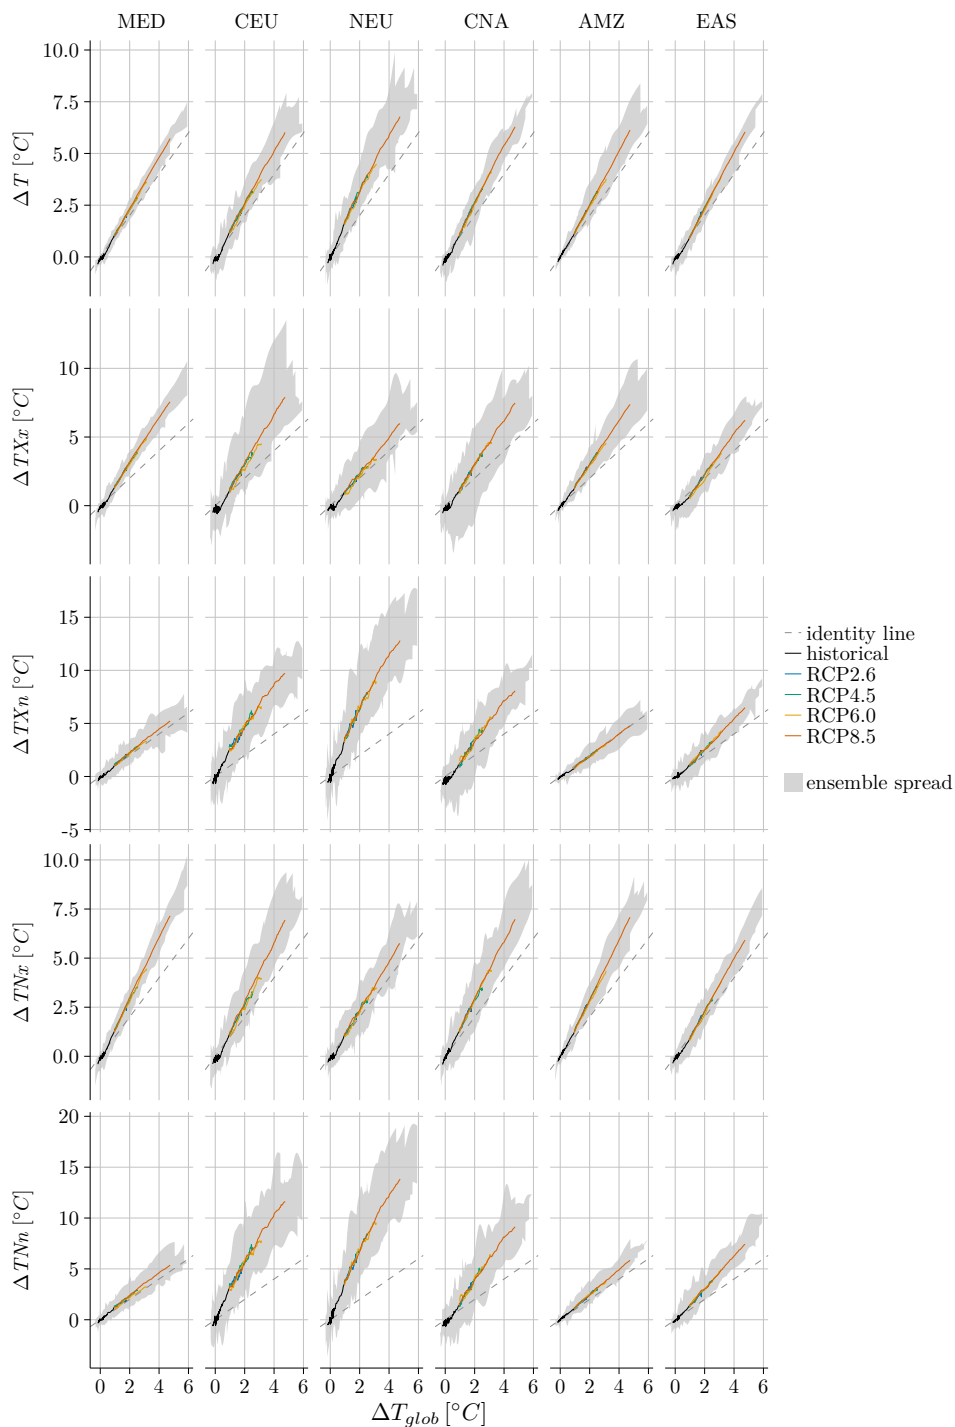 MED CEU NEU CNA AMZ EAS
10.0
7.5
5.0
2.5
0.0
ΔT [°C]
10
5
0
ΔTXx [°C]
15
10
5
0
-5
ΔTXn [°C]
identity line
historical
RCP2.6
RCP4.5
RCP6.0
RCP8.5
ensemble spread
10.0
7.5
5.0
2.5
0.0
ΔTNx [°C]
20
15
10
5
0
ΔTNn [°C]
0 2 4 6 0 2 4 6 0 2 4 6 0 2 4 6 0 2 4 6 0 2 4 6
ΔT_glob [°C]